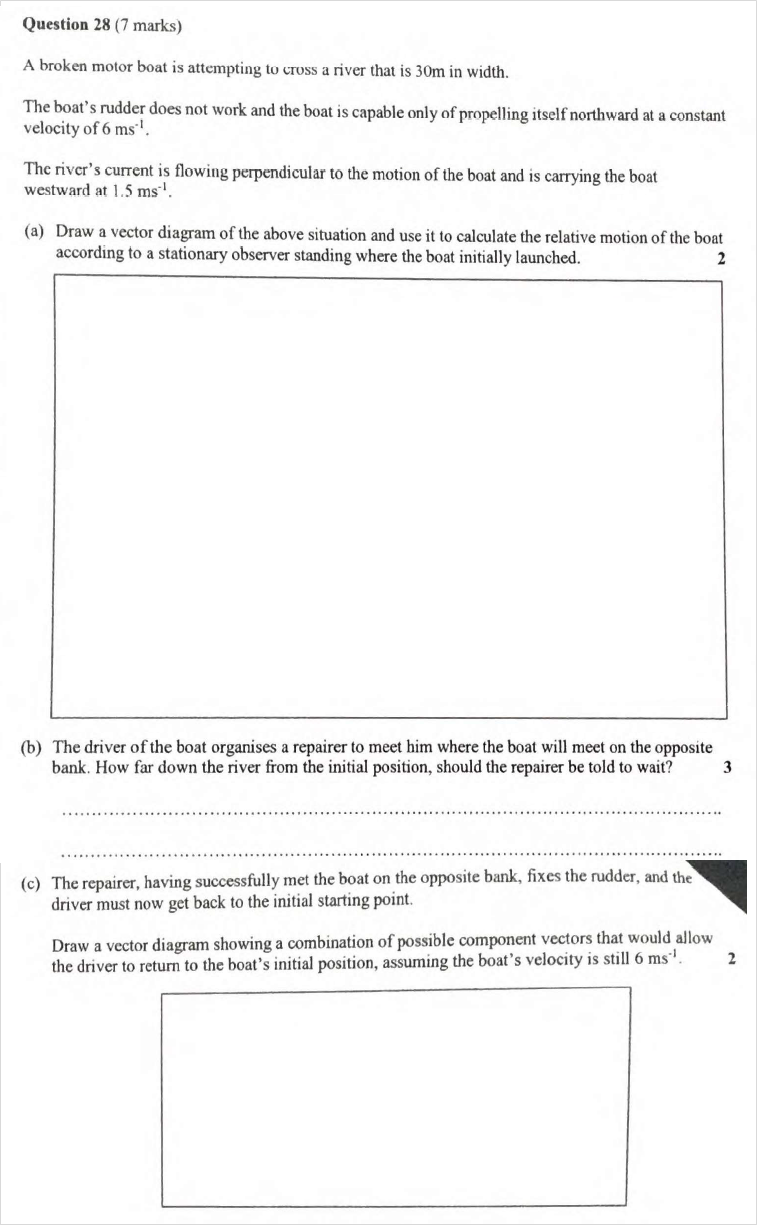 Question 28 (7 marks)
A broken motor boat is attempting to cross a river that is 30m in width.
The boat's rudder does not work and the boat is capable only of propelling itself northward at a constant
velocity of 6 ms⁻¹.
The river's current is flowing perpendicular to the motion of the boat and is carrying the boat
westward at 1.5 ms⁻¹.
(a) Draw a vector diagram of the above situation and use it to calculate the relative motion of the boat
according to a stationary observer standing where the boat initially launched. 2
(b) The driver of the boat organises a repairer to meet him where the boat will meet on the opposite
bank. How far down the river from the initial position, should the repairer be told to wait? 3
(c) The repairer, having successfully met the boat on the opposite bank, fixes the rudder, and the
driver must now get back to the initial starting point.
Draw a vector diagram showing a combination of possible component vectors that would allow
the driver to return to the boat's initial position, assuming the boat's velocity is still 6 ms⁻¹. 2